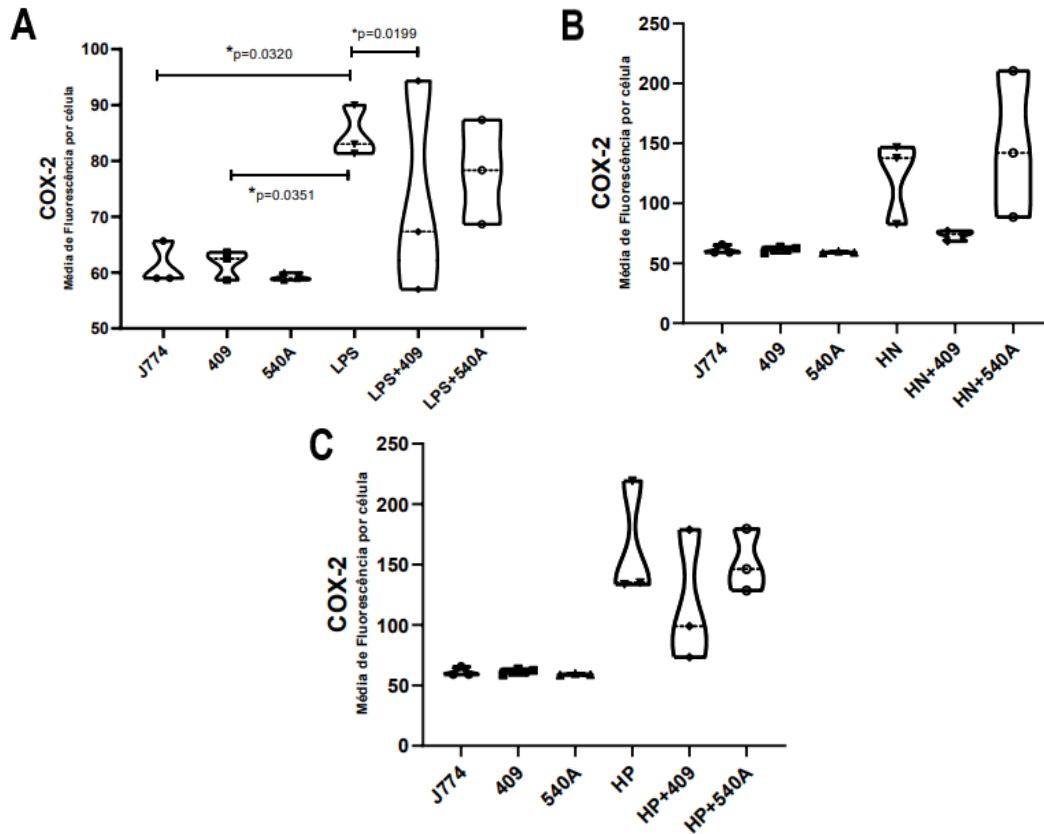 A
COX-2
Média de Fluorescência por célula
100
90
80
70
60
50
*p=0.0320
*p=0.0199
*p=0.0351
J774
409
540A
LPS
LPS+409
LPS+540A
B
COX-2
Média de Fluorescência por célula
250
200
150
100
50
0
J774
409
540A
HN
HN+409
HN+540A
C
COX-2
Média de Fluorescência por célula
250
200
150
100
50
0
J774
409
540A
HP
HP+409
HP+540A